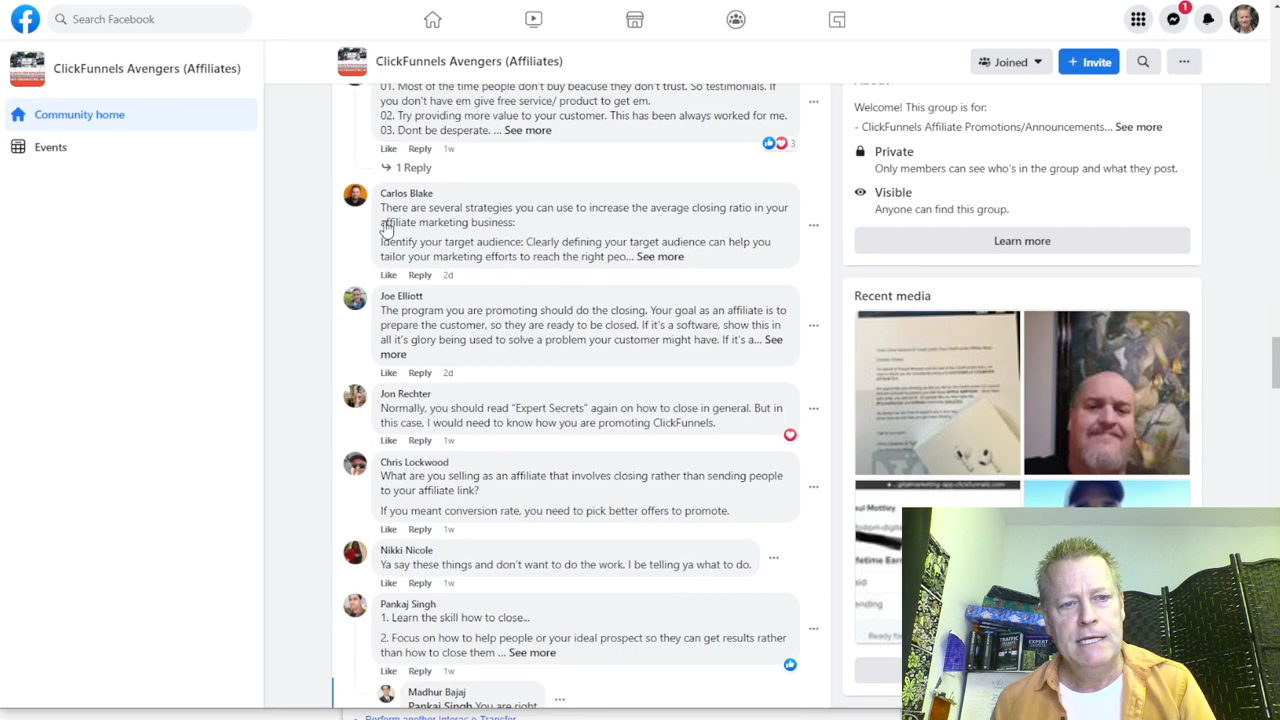 Search Facebook
1
ClickFunnels Avengers (Affiliates)
Community home
Events
ClickFunnels Avengers (Affiliates)
Joined
+ Invite
01. Most of the time people don't buy beacuse they don't trust. So testimonials. If
you don't have em give free service/ product to get em.
02. Try providing more value to your customer. This has been always worked for me.
03. Dont be desperate. ... See more
Like Reply 1w
3
1 Reply
Carlos Blake
There are several strategies you can use to increase the average closing ratio in your
affiliate marketing business:
Identify your target audience: Clearly defining your target audience can help you
tailor your marketing efforts to reach the right peo... See more
Like Reply 2d
Joe Elliott
The program you are promoting should do the closing. Your goal as an affiliate is to
prepare the customer, so they are ready to be closed. If it's a software, show this in
all it's glory being used to solve a problem your customer might have. If it's a... See
more
Like Reply 2d
Jon Rechter
Normally, you should read "Expert Secrets" again on how to close in general. But in
this case, I would need to know how you are promoting ClickFunnels.
Like Reply 1w
Chris Lockwood
What are you selling as an affiliate that involves closing rather than sending people
to your affiliate link?
If you meant conversion rate, you need to pick better offers to promote.
Like Reply 1w
Nikki Nicole
Ya say these things and don't want to do the work. I be telling ya what to do.
Like Reply 1w
Pankaj Singh
1. Learn the skill how to close...
2. Focus on how to help people or your ideal prospect so they can get results rather
than how to close them ... See more
Like Reply 1w
Madhur Bajaj
Pankaj Singh You are right
Perform another Interac e-Transfer
Welcome! This group is for:
- ClickFunnels Affiliate Promotions/Announcements... See more
Private
Only members can see who's in the group and what they post.
Visible
Anyone can find this group.
Learn more
Recent media
TRAFFIC
EXPERT